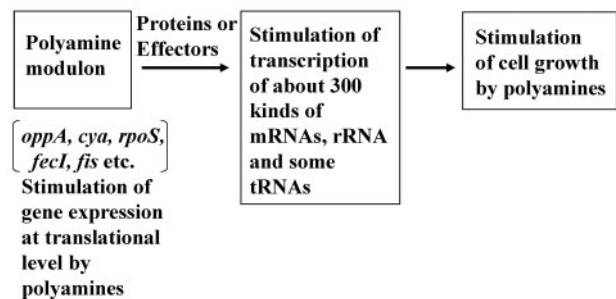 Polyamine
modulon
Proteins or
Effectors
Stimulation of
transcription
of about 300
kinds of
mRNAs, rRNA
and some
tRNAs
Stimulation
of cell growth
by polyamines
oppA, cya, rpoS,
fecI, fis etc.
Stimulation of
gene expression
at translational
level by
polyamines